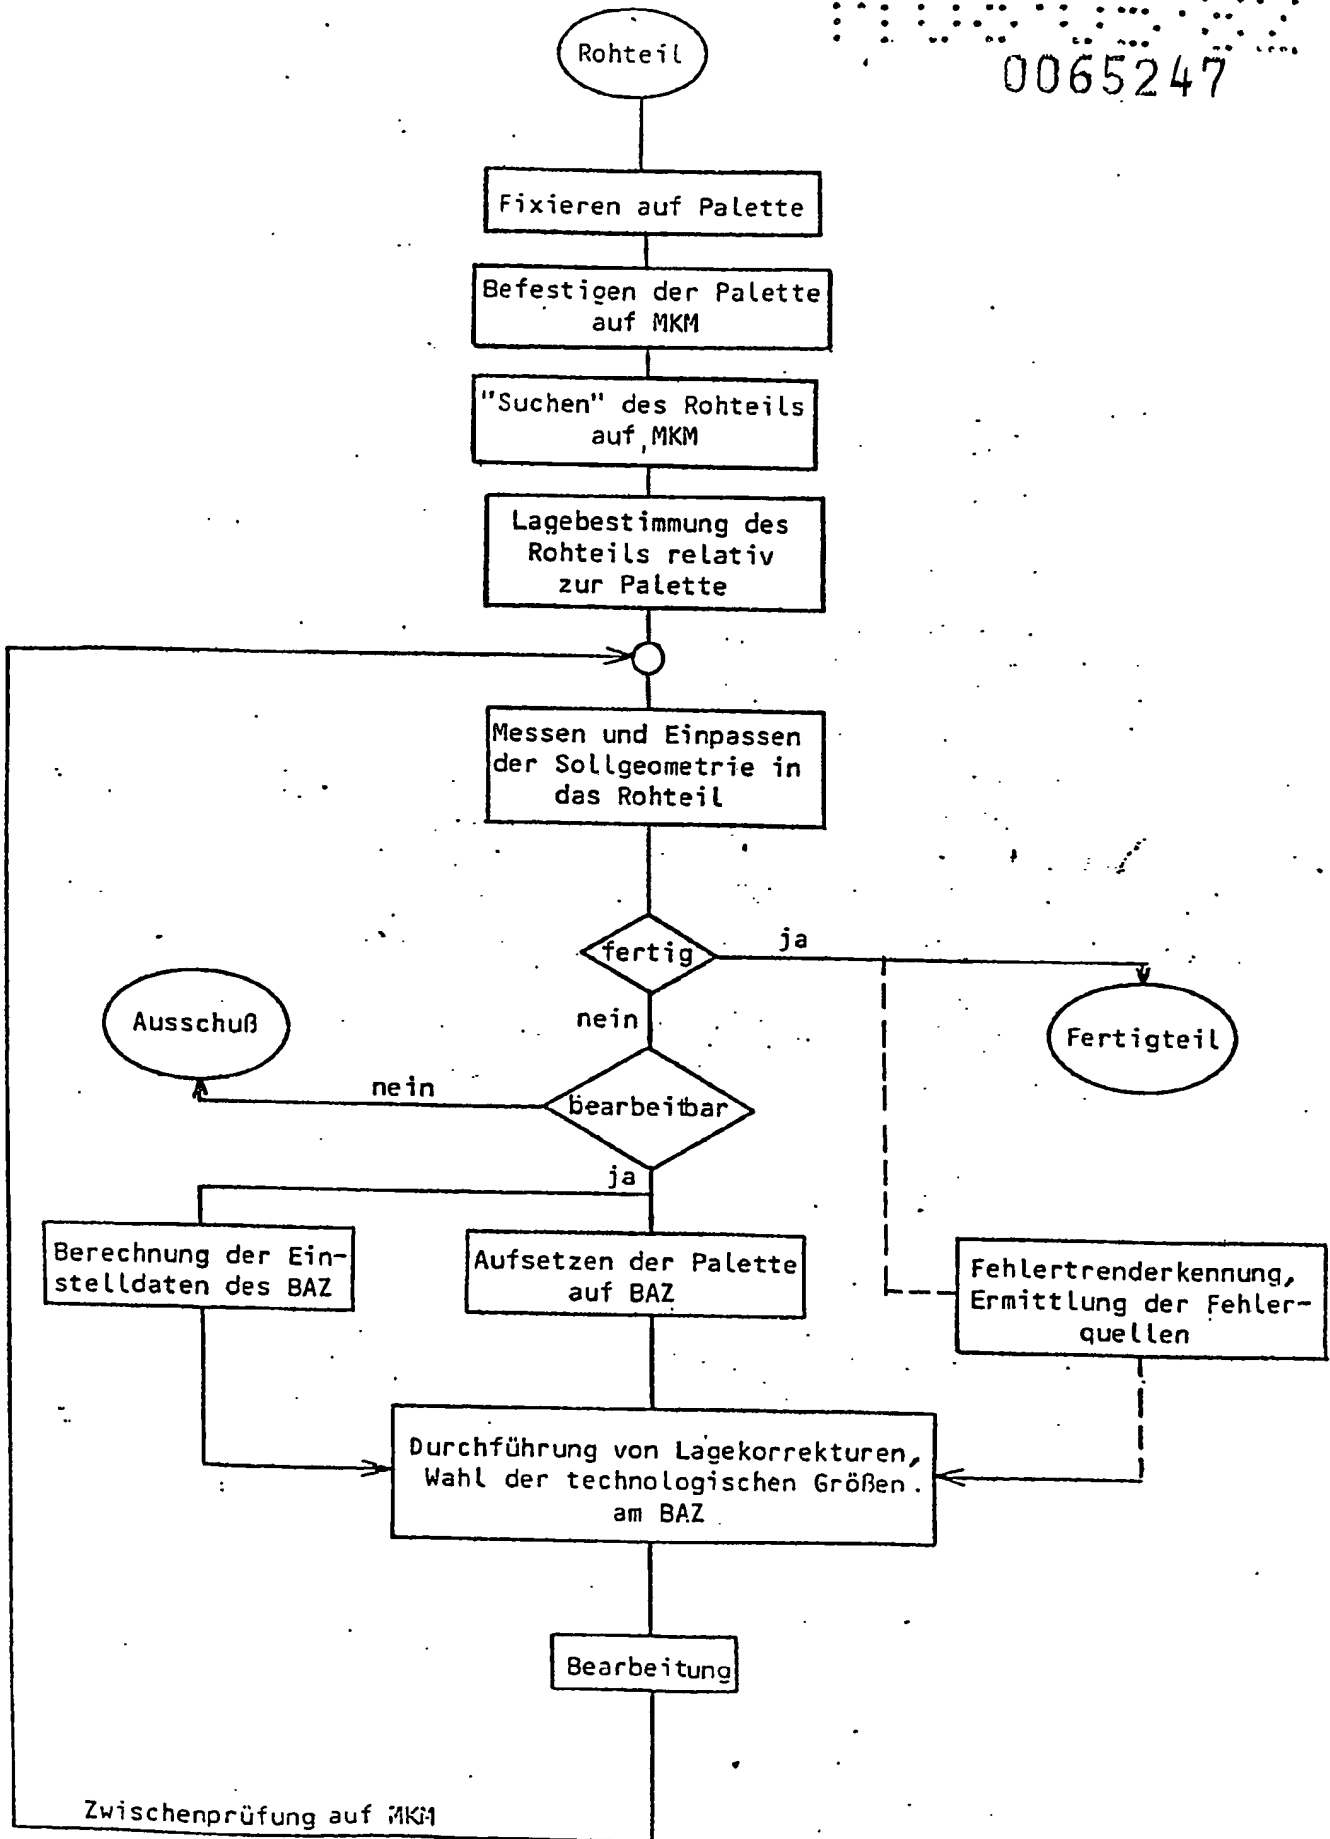 0065247
Rohteil
Fixieren auf Palette
Befestigen der Palette
auf MKM
"Suchen" des Rohteils
auf MKM
Lagebestimmung des
Rohteils relativ
zur Palette
Messen und Einpassen
der Sollgeometrie in
das Rohteil
fertig
ja
nein
Ausschuß
Fertigteil
nein
bearbeitbar
ja
Berechnung der Ein-
stelldaten des BAZ
Aufsetzen der Palette
auf BAZ
Fehlertrenderkennung,
Ermittlung der Fehler-
quellen
Durchführung von Lagekorrekturen,
Wahl der technologischen Größen
am BAZ
Bearbeitung
Zwischenprüfung auf MKM